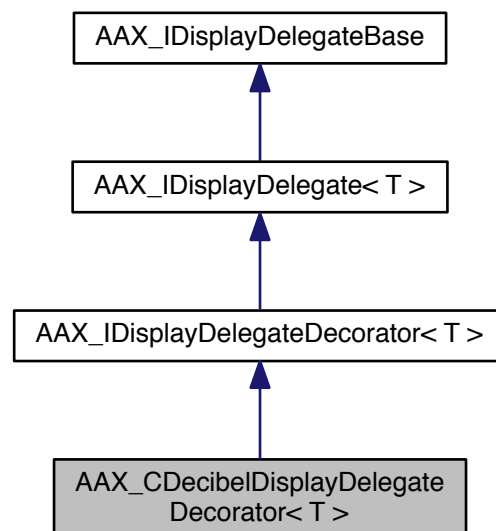 AAX_IDisplayDelegateBase
AAX_IDisplayDelegate< T >
AAX_IDisplayDelegateDecorator< T >
AAX_CDecibelDisplayDelegate
Decorator< T >